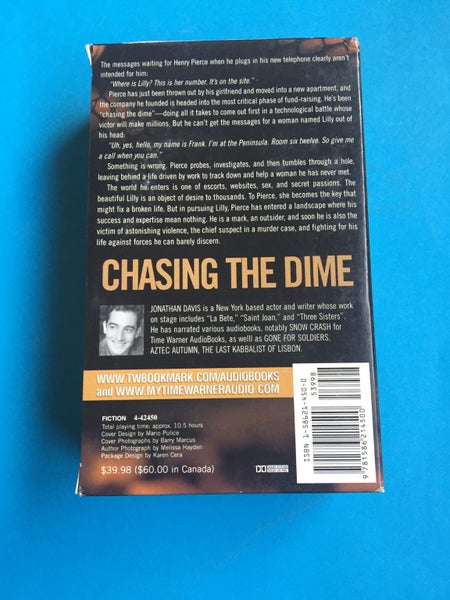 The messages waiting for Henry Pierce when he plugs in his new telephone clearly aren't
intended for him:
"Where is Lilly? This is her number. It's on the site."
Pierce has just been thrown out by his girlfriend and moved into a new apartment, and
the company he founded is headed into the most critical phase of fund-raising. He's been
"chasing the dime"—doing all it takes to come out first in a technological battle whose
victor will make millions. But he can't get the messages for a woman named Lilly out of
his head:
"Uh, yes, hello, my name is Frank. I'm at the Peninsula. Room six twelve. So give me
a call when you can."
Something is wrong. Pierce probes, investigates, and then tumbles through a hole,
leaving behind a life driven by work to track down and help a woman he has never met.
The world he enters is one of escorts, websites, sex, and secret passions. The
beautiful Lilly is an object of desire to thousands. To Pierce, she becomes the key that
might fix a broken life. But in pursuing Lilly, Pierce has entered a landscape where his
success and expertise mean nothing. He is a mark, an outsider, and soon he is also the
victim of astonishing violence, the chief suspect in a murder case, and fighting for his
life against forces he can barely discern.
CHASING THE DIME
JONATHAN DAVIS is a New York based actor and writer whose work
on stage includes "La Bete," "Saint Joan," and "Three Sisters".
He has narrated various audiobooks, notably SNOW CRASH for
Time Warner AudioBooks, as welll as GONE FOR SOLDIERS,
AZTEC AUTUMN, THE LAST KABBALIST OF LISBON.
WWW.TWBOOKMARK.COM/AUDIOBOOKS
and WWW.MYTIMEWARNERAUDIO.COM
FICTION 4-42450
Total playing time: approx. 10.5 hours
Cover Design by Mario Pulice
Cover Photographs by Barry Marcus
Author Photograph by Melissa Hayden
Package Design by Karen Cera
$39.98 ($60.00 in Canada)
ISBN 1-58621-450-0
53998
9 781586 214500